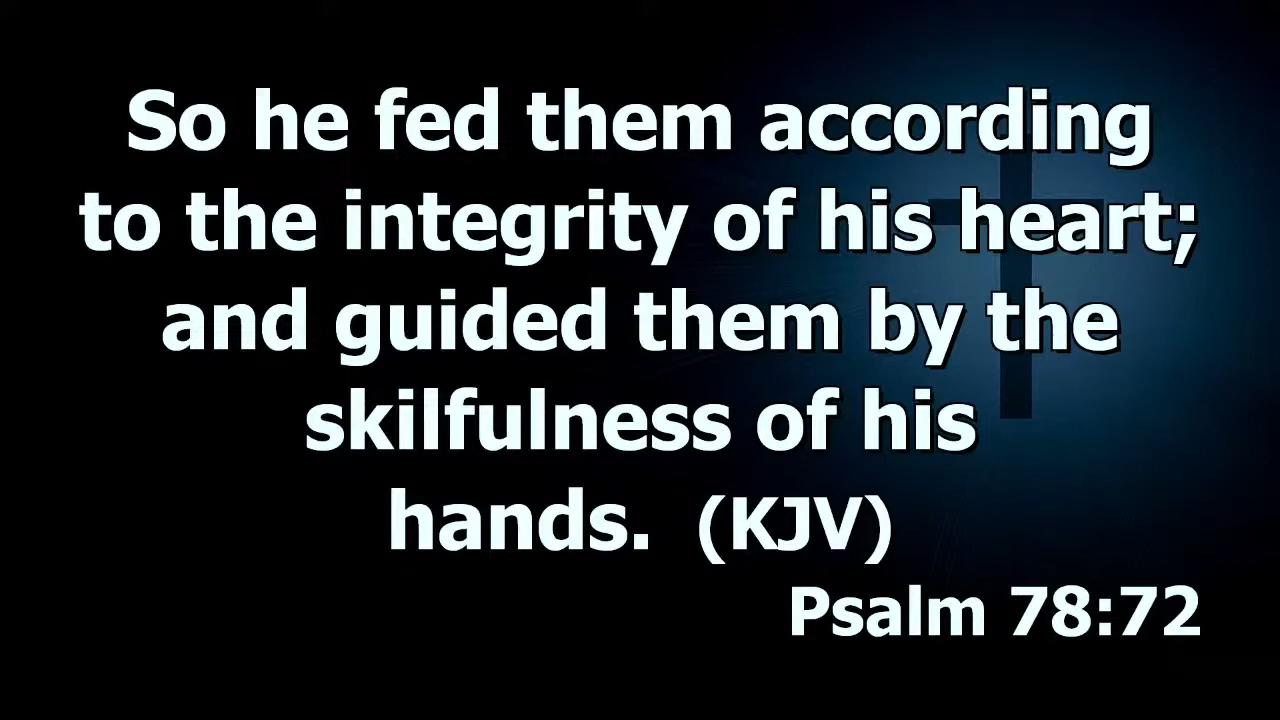 So he fed them according
to the integrity of his heart;
and guided them by the
skilfulness of his
hands. (KJV)
Psalm 78:72